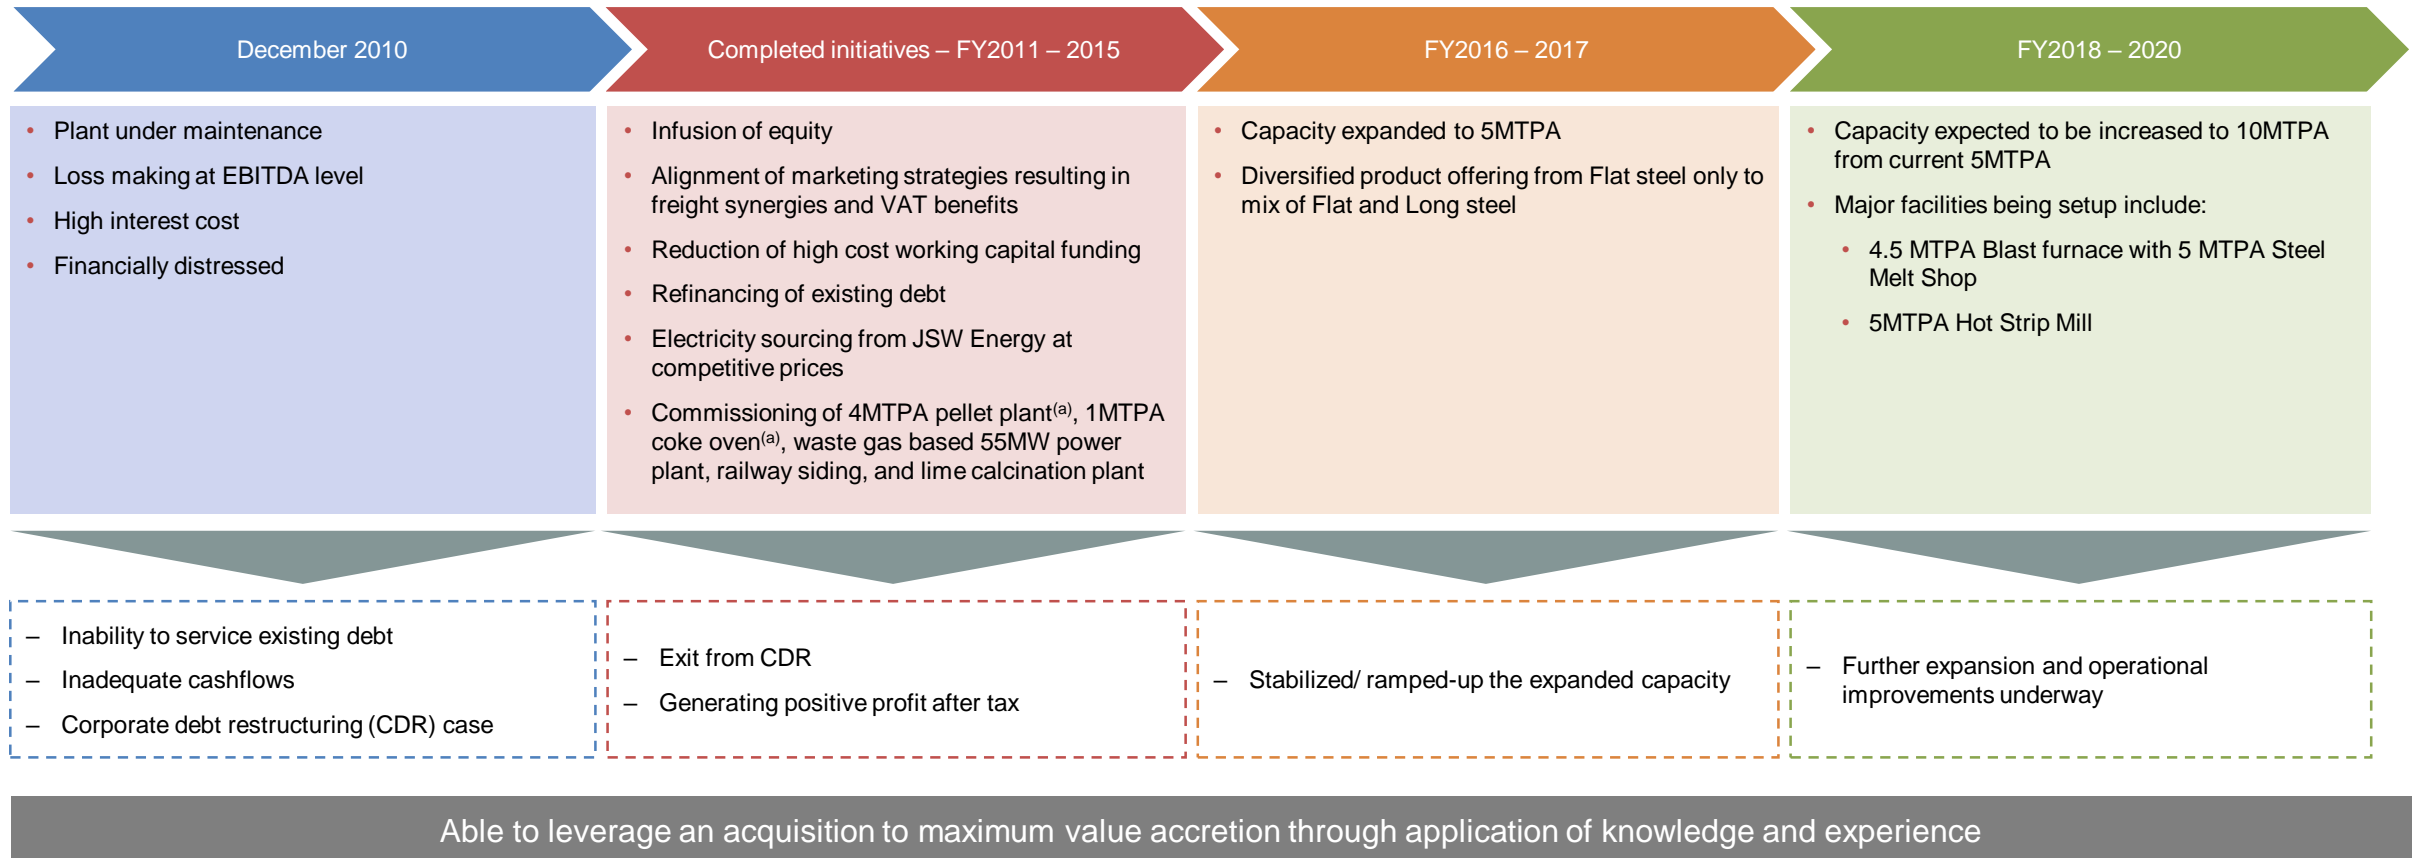 December 2010
Completed initiatives – FY2011 – 2015
FY2016 – 2017
FY2018 – 2020
• Plant under maintenance
• Loss making at EBITDA level
• High interest cost
• Financially distressed
• Infusion of equity
• Alignment of marketing strategies resulting in
freight synergies and VAT benefits
• Reduction of high cost working capital funding
• Refinancing of existing debt
• Electricity sourcing from JSW Energy at
competitive prices
• Commissioning of 4MTPA pellet plant(a), 1MTPA
coke oven(a), waste gas based 55MW power
plant, railway siding, and lime calcination plant
• Capacity expanded to 5MTPA
• Diversified product offering from Flat steel only to
mix of Flat and Long steel
• Capacity expected to be increased to 10MTPA
from current 5MTPA
• Major facilities being setup include:
• 4.5 MTPA Blast furnace with 5 MTPA Steel
Melt Shop
• 5MTPA Hot Strip Mill
– Inability to service existing debt
– Inadequate cashflows
– Corporate debt restructuring (CDR) case
– Exit from CDR
– Generating positive profit after tax
– Stabilized/ ramped-up the expanded capacity
– Further expansion and operational
improvements underway
Able to leverage an acquisition to maximum value accretion through application of knowledge and experience